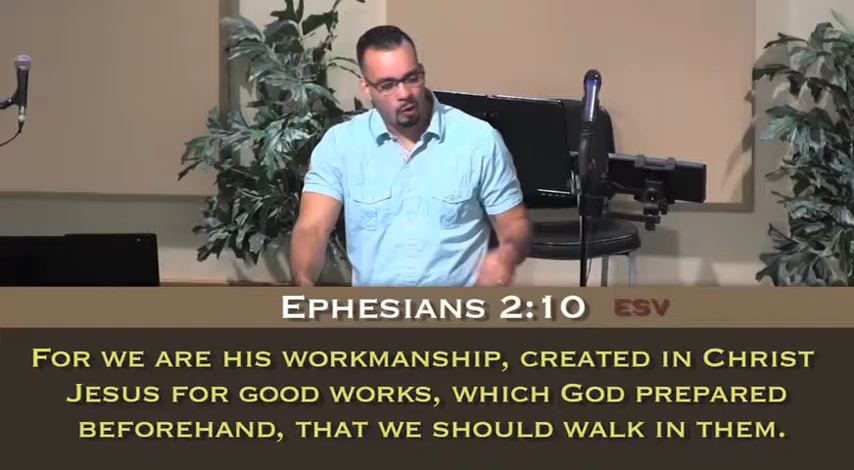 EPHESIANS 2:10 ESV
FOR WE ARE HIS WORKMANSHIP, CREATED IN CHRIST
JESUS FOR GOOD WORKS, WHICH GOD PREPARED
BEFOREHAND, THAT WE SHOULD WALK IN THEM.